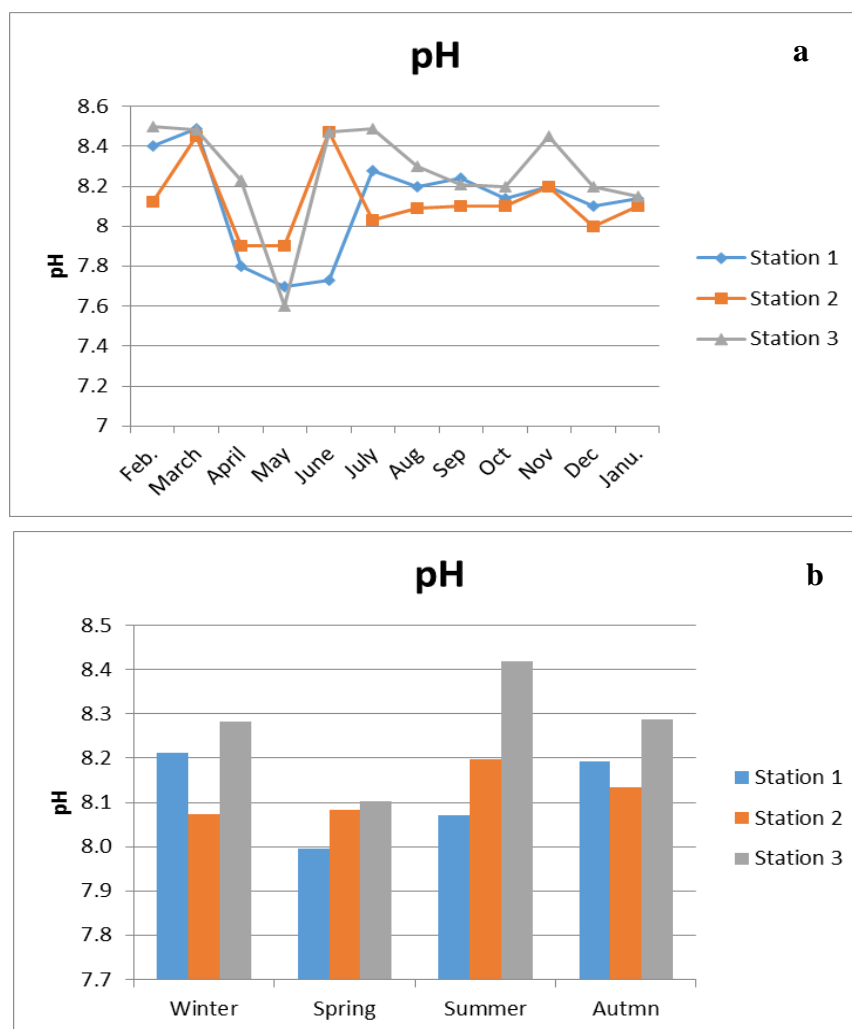 pH
a
8.6
8.4
8.2
8
7.8
7.6
7.4
7.2
7
pH
Feb.
March
April
May
June
July
Aug
Sep
Oct
Nov
Dec
Janu.
Station 1
Station 2
Station 3
pH
b
8.5
8.4
8.3
8.2
8.1
8.0
7.9
7.8
7.7
pH
Winter
Spring
Summer
Autmn
Station 1
Station 2
Station 3